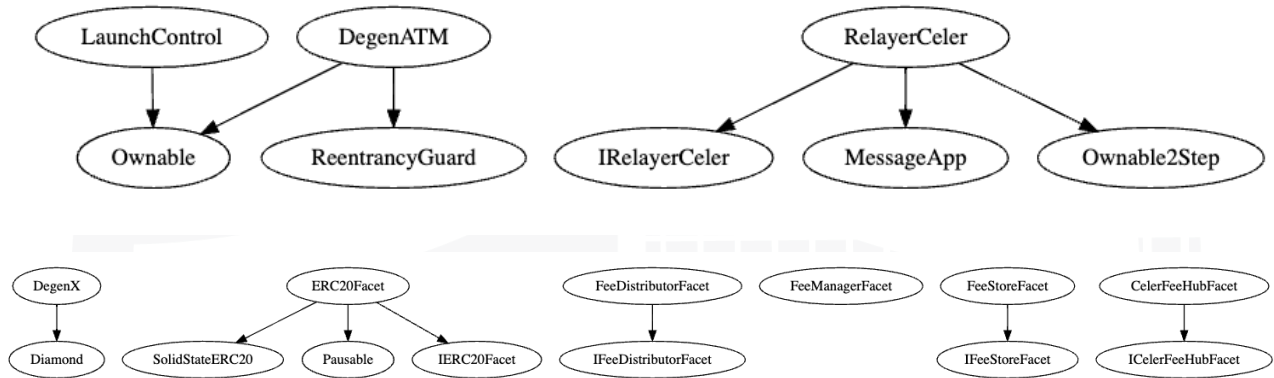 LaunchControl DegenATM RelayerCeler
Ownable ReentrancyGuard IRelayerCeler MessageApp Ownable2Step
DegenX ERC20Facet FeeDistributorFacet FeeManagerFacet FeeStoreFacet CelerFeeHubFacet
Diamond SolidStateERC20 Pausable IERC20Facet IFeeDistributorFacet IFeeStoreFacet ICelerFeeHubFacet